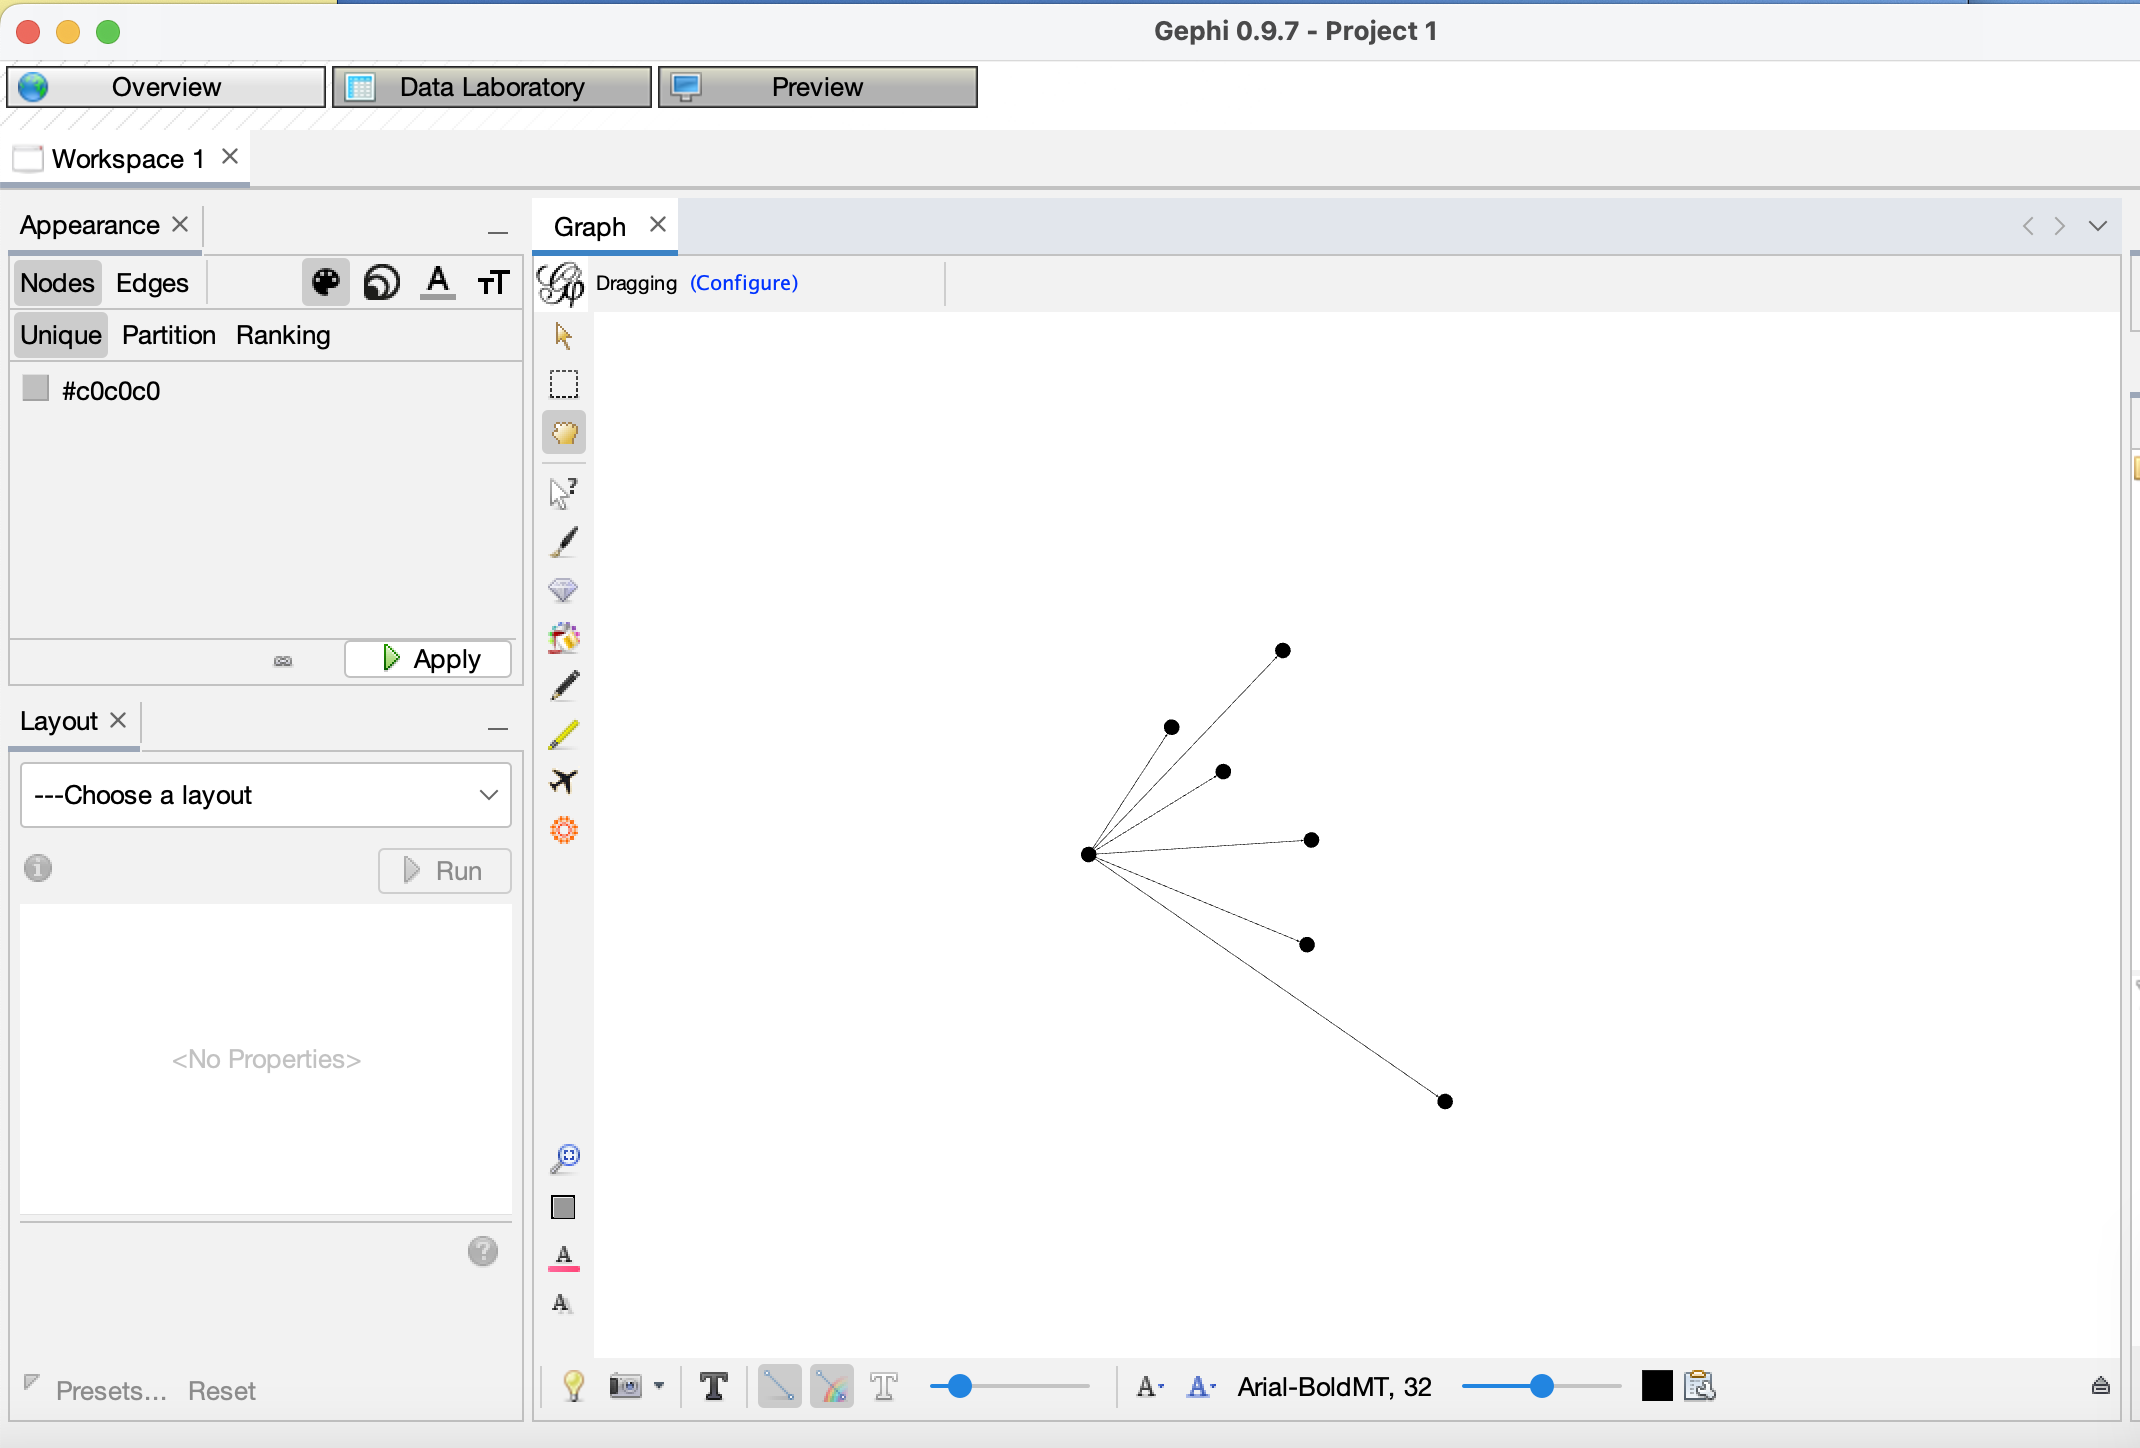 Gephi 0.9.7 - Project 1
Overview
Data Laboratory
Preview
Workspace 1
Appearance
Nodes Edges
Unique Partition Ranking
#c0c0c0
Apply
Layout
---Choose a layout
Run
<No Properties>
Presets... Reset
Graph
Dragging (Configure)
Arial-BoldMT, 32